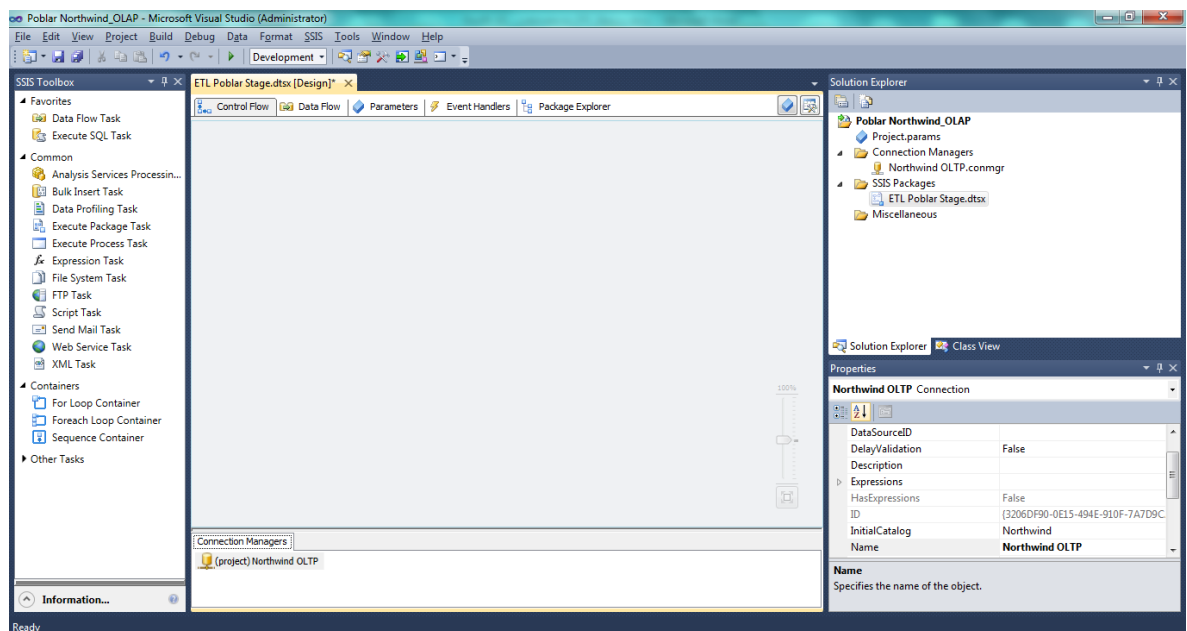 Poblar Northwind_OLAP - Microsoft Visual Studio (Administrator)
File Edit View Project Build Debug Data Format SSIS Tools Window Help
Development
SSIS Toolbox
Favorites
Data Flow Task
Execute SQL Task
Common
Analysis Services Processin...
Bulk Insert Task
Data Profiling Task
Execute Package Task
Execute Process Task
Expression Task
File System Task
FTP Task
Script Task
Send Mail Task
Web Service Task
XML Task
Containers
For Loop Container
Foreach Loop Container
Sequence Container
Other Tasks
Information...
Ready
ETL Poblar Stage.dtsx [Design]*
Control Flow Data Flow Parameters Event Handlers Package Explorer
100%
Connection Managers
(project) Northwind OLTP
Solution Explorer
Poblar Northwind_OLAP
Project.params
Connection Managers
Northwind OLTP.conmgr
SSIS Packages
ETL Poblar Stage.dtsx
Miscellaneous
Solution Explorer Class View
Properties
Northwind OLTP Connection
DataSourceID
DelayValidation False
Description
Expressions
HasExpressions False
ID {3206DF90-0E15-494E-910F-7A7D9C
InitialCatalog Northwind
Name Northwind OLTP
Name
Specifies the name of the object.